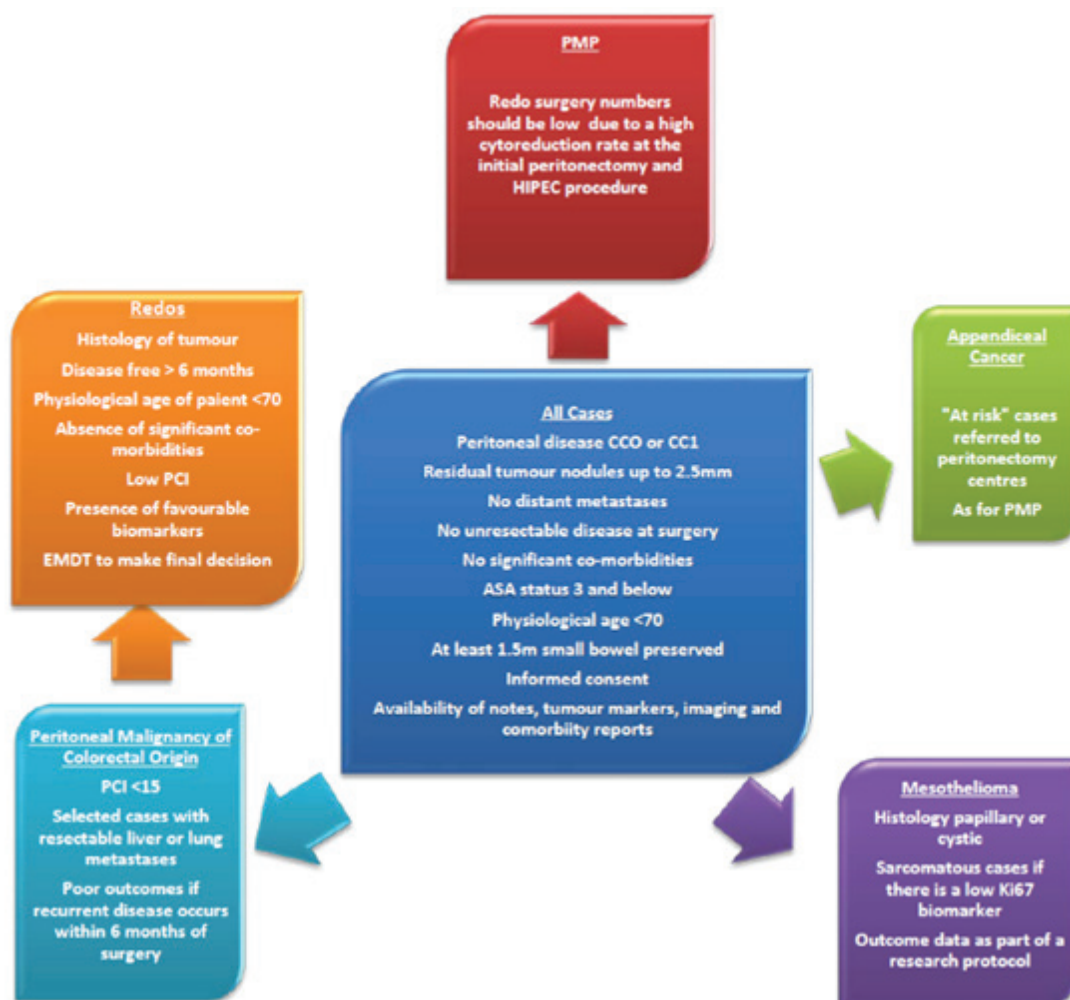 PMP
Redo surgery numbers
should be low due to a high
cytoreduction rate at the
initial peritonectomy and
HIPEC procedure
Redos
Histology of tumour
Disease free > 6 months
Physiological age of paient <70
Absence of significant co-
morbidities
Low PCI
Presence of favourable
biomarkers
EMDT to make final decision
All Cases
Peritoneal disease CCO or CC1
Residual tumour nodules up to 2.5mm
No distant metastases
No unresectable disease at surgery
No significant co-morbidities
ASA status 3 and below
Physiological age <70
At least 1.5m small bowel preserved
Informed consent
Availability of notes, tumour markers, imaging and
comorbiity reports
Appendiceal
Cancer
"At risk" cases
referred to
peritonectomy
centres
As for PMP
Peritoneal Malignancy of
Colorectal Origin
PCI <15
Selected cases with
resectable liver or lung
metastases
Poor outcomes if
recurrent disease occurs
within 6 months of
surgery
Mesothelioma
Histology papillary or
cystic
Sarcomatous cases if
there is a low Ki67
biomarker
Outcome data as part of a
research protocol